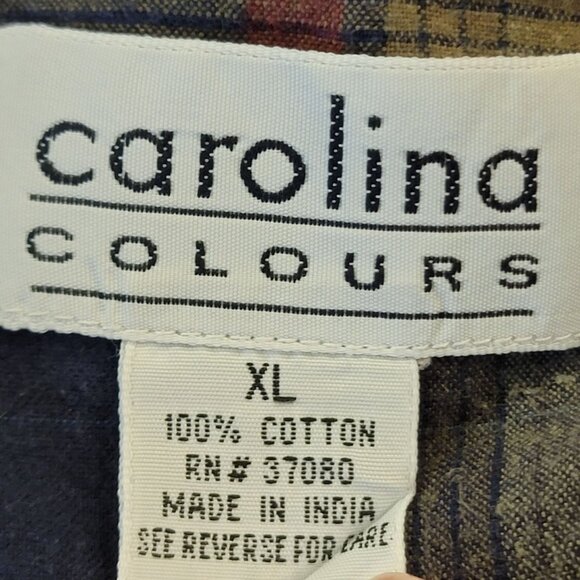 carolina
COLOURS
XL
100% COTTON
RN# 37080
MADE IN INDIA
SEE REVERSE FOR CARE